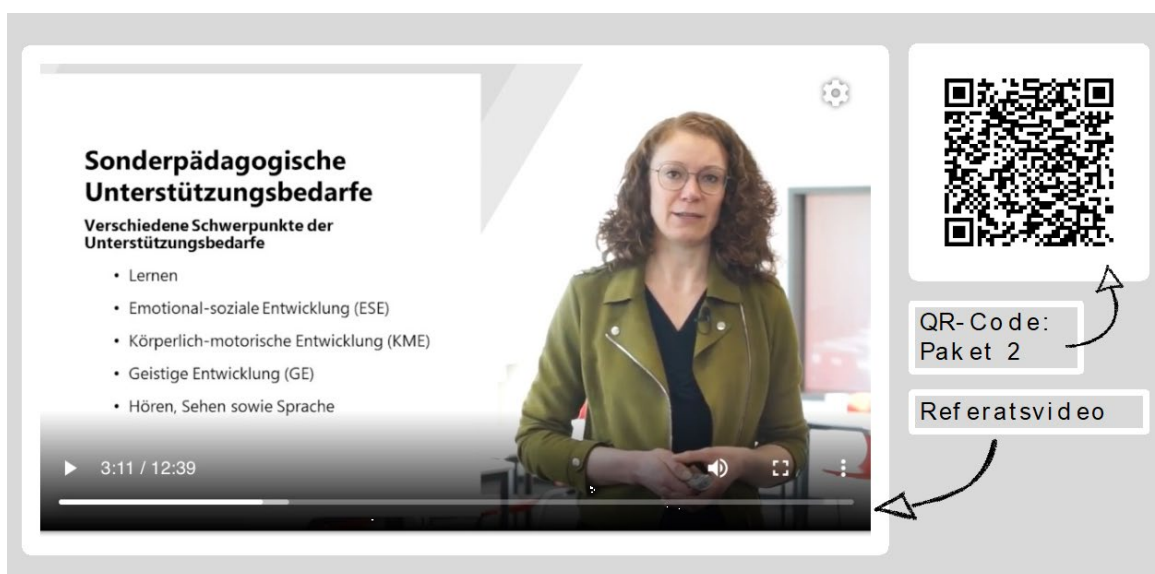 Sonderpädagogische
Unterstützungsbedarfe
Verschiedene Schwerpunkte der
Unterstützungsbedarfe
• Lernen
• Emotional-soziale Entwicklung (ESE)
• Körperlich-motorische Entwicklung (KME)
• Geistige Entwicklung (GE)
• Hören, Sehen sowie Sprache
3:11 / 12:39
QR-Code:
Paket 2
Referatsvideo